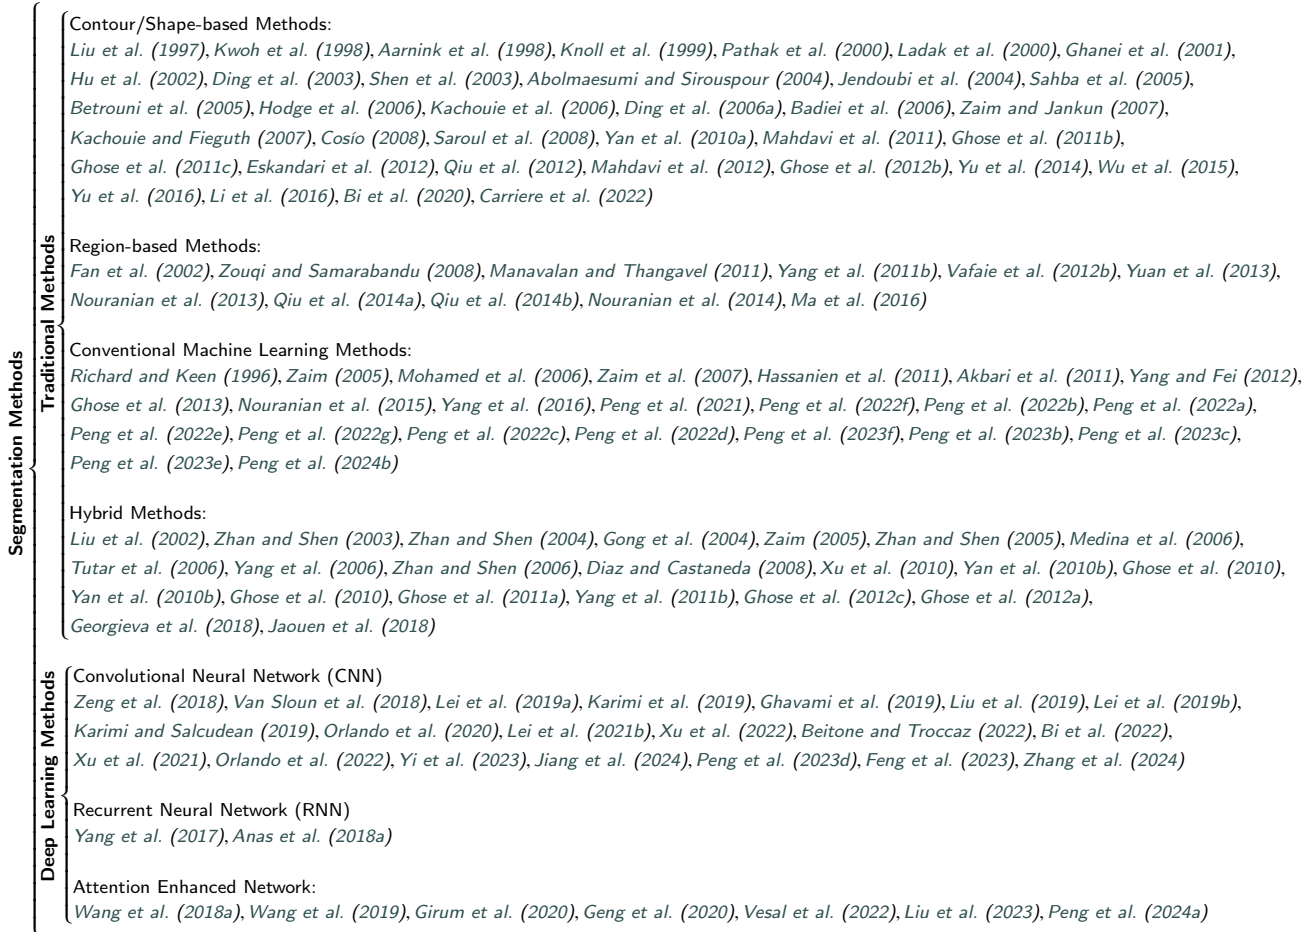 Segmentation Methods
Traditional Methods
Contour/Shape-based Methods:
Liu et al. (1997), Kwoh et al. (1998), Aarnink et al. (1998), Knoll et al. (1999), Pathak et al. (2000), Ladak et al. (2000), Ghanei et al. (2001),
Hu et al. (2002), Ding et al. (2003), Shen et al. (2003), Abolmaesumi and Sirouspour (2004), Jendoubi et al. (2004), Sahba et al. (2005),
Betrouni et al. (2005), Hodge et al. (2006), Kachouie et al. (2006), Ding et al. (2006a), Badiei et al. (2006), Zaim and Jankun (2007),
Kachouie and Fieguth (2007), Cosío (2008), Saroul et al. (2008), Yan et al. (2010a), Mahdavi et al. (2011), Ghose et al. (2011b),
Ghose et al. (2011c), Eskandari et al. (2012), Qiu et al. (2012), Mahdavi et al. (2012), Ghose et al. (2012b), Yu et al. (2014), Wu et al. (2015),
Yu et al. (2016), Li et al. (2016), Bi et al. (2020), Carriere et al. (2022)
Region-based Methods:
Fan et al. (2002), Zouqi and Samarabandu (2008), Manavalan and Thangavel (2011), Yang et al. (2011b), Vafaie et al. (2012b), Yuan et al. (2013),
Nouranian et al. (2013), Qiu et al. (2014a), Qiu et al. (2014b), Nouranian et al. (2014), Ma et al. (2016)
Conventional Machine Learning Methods:
Richard and Keen (1996), Zaim (2005), Mohamed et al. (2006), Zaim et al. (2007), Hassanien et al. (2011), Akbari et al. (2011), Yang and Fei (2012),
Ghose et al. (2013), Nouranian et al. (2015), Yang et al. (2016), Peng et al. (2021), Peng et al. (2022f), Peng et al. (2022b), Peng et al. (2022a),
Peng et al. (2022e), Peng et al. (2022g), Peng et al. (2022c), Peng et al. (2022d), Peng et al. (2023f), Peng et al. (2023b), Peng et al. (2023c),
Peng et al. (2023e), Peng et al. (2024b)
Hybrid Methods:
Liu et al. (2002), Zhan and Shen (2003), Zhan and Shen (2004), Gong et al. (2004), Zaim (2005), Zhan and Shen (2005), Medina et al. (2006),
Tutar et al. (2006), Yang et al. (2006), Zhan and Shen (2006), Diaz and Castaneda (2008), Xu et al. (2010), Yan et al. (2010b), Ghose et al. (2010),
Yan et al. (2010b), Ghose et al. (2010), Ghose et al. (2011a), Yang et al. (2011b), Ghose et al. (2012c), Ghose et al. (2012a),
Georgieva et al. (2018), Jaouen et al. (2018)
Deep Learning Methods
Convolutional Neural Network (CNN)
Zeng et al. (2018), Van Sloun et al. (2018), Lei et al. (2019a), Karimi et al. (2019), Ghavami et al. (2019), Liu et al. (2019), Lei et al. (2019b),
Karimi and Salcudean (2019), Orlando et al. (2020), Lei et al. (2021b), Xu et al. (2022), Beitone and Troccaz (2022), Bi et al. (2022),
Xu et al. (2021), Orlando et al. (2022), Yi et al. (2023), Jiang et al. (2024), Peng et al. (2023d), Feng et al. (2023), Zhang et al. (2024)
Recurrent Neural Network (RNN)
Yang et al. (2017), Anas et al. (2018a)
Attention Enhanced Network:
Wang et al. (2018a), Wang et al. (2019), Girum et al. (2020), Geng et al. (2020), Vesal et al. (2022), Liu et al. (2023), Peng et al. (2024a)